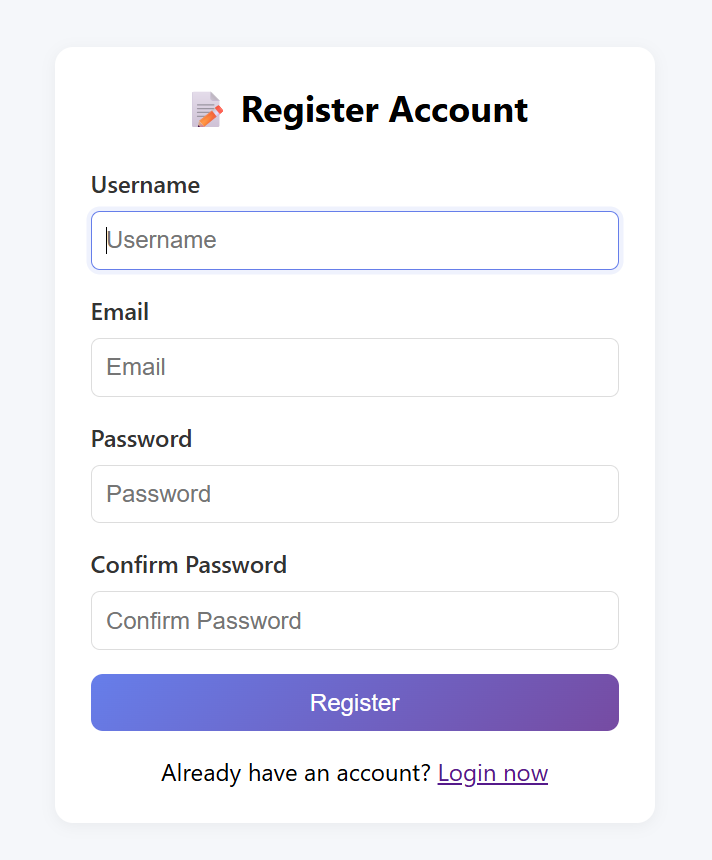 📝 Register Account
Username
Username
Email
Email
Password
Password
Confirm Password
Confirm Password
Register
Already have an account? Login now